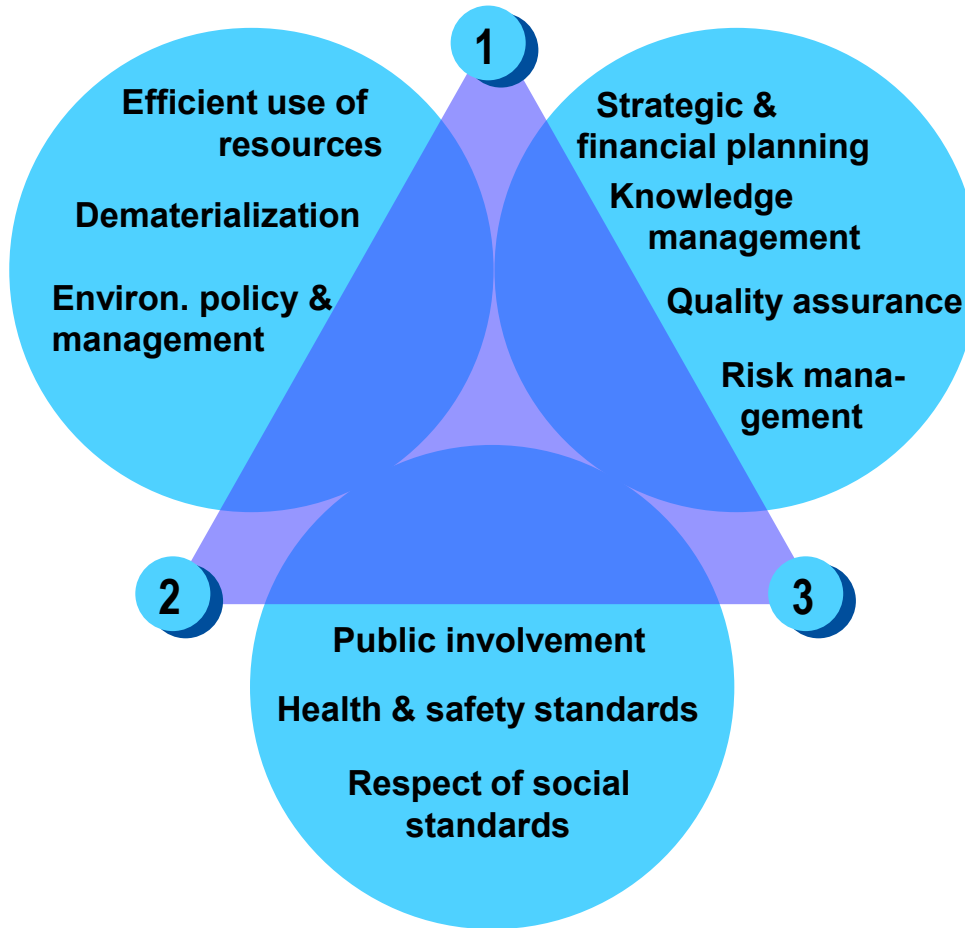 1
Efficient use of
resources
Dematerialization
Environ. policy &
management
Strategic &
financial planning
Knowledge
management
Quality assurance
Risk mana-
gement
2
3
Public involvement
Health & safety standards
Respect of social
standards